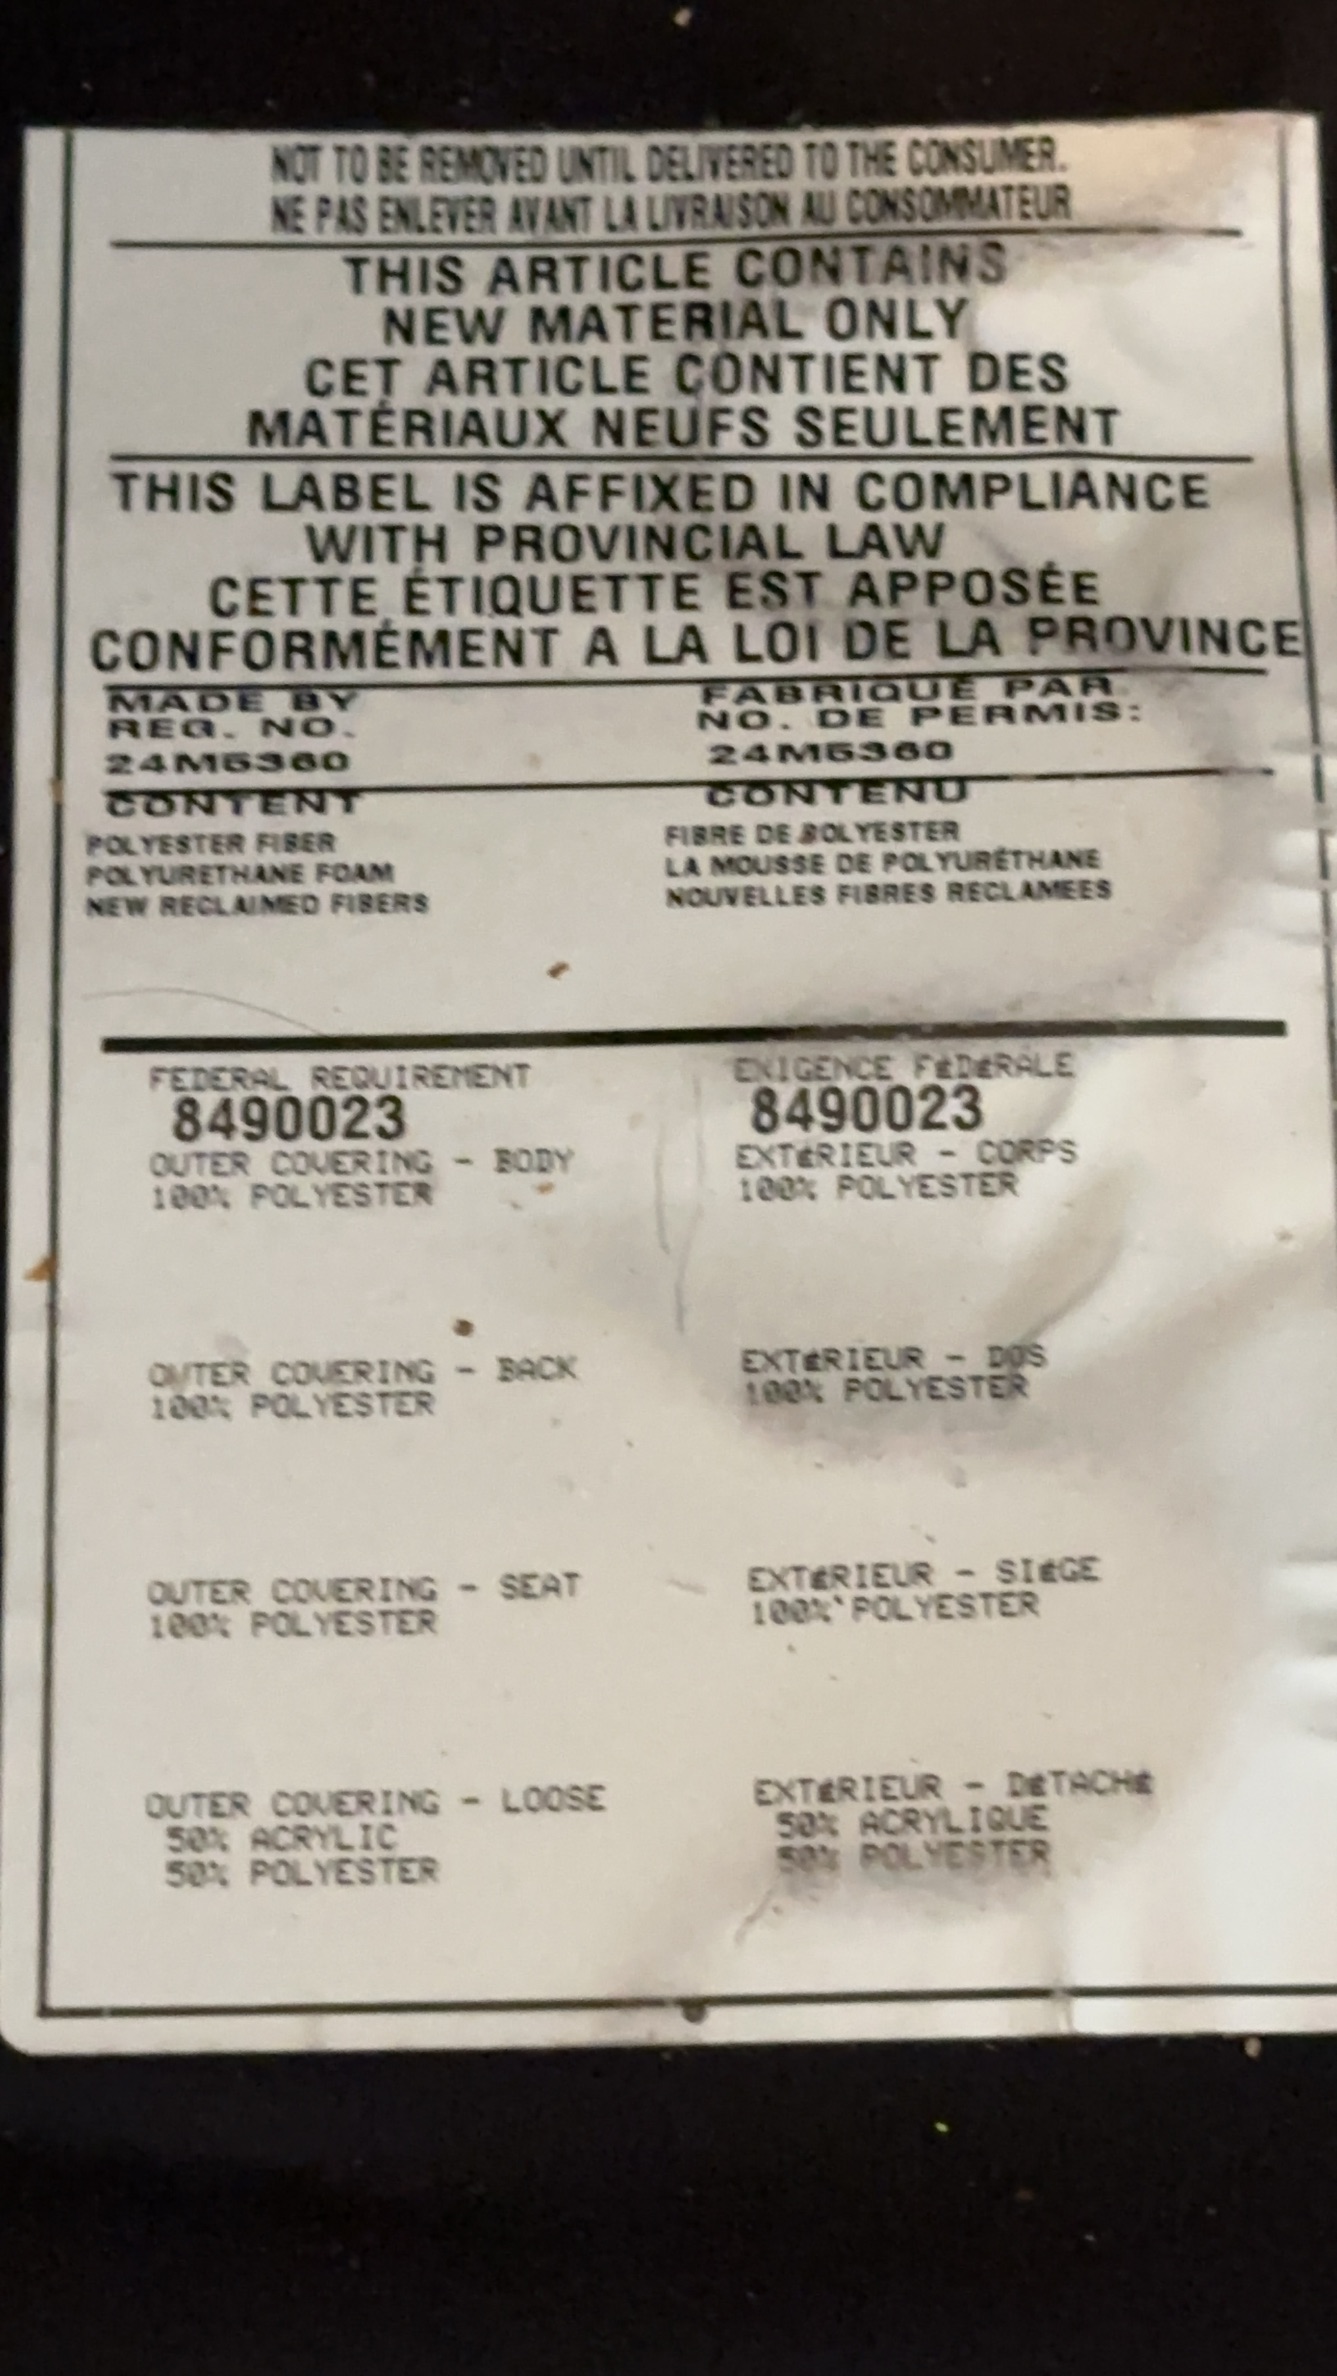 NOT TO BE REMOVED UNTIL DELIVERED TO THE CONSUMER.
NE PAS ENLEVER AVANT LA LIVRAISON AU CONSOMMATEUR
THIS ARTICLE CONTAINS
NEW MATERIAL ONLY
CET ARTICLE CONTIENT DES
MATÉRIAUX NEUFS SEULEMENT
THIS LABEL IS AFFIXED IN COMPLIANCE
WITH PROVINCIAL LAW
CETTE ÉTIQUETTE EST APPOSÉE
CONFORMÉMENT A LA LOI DE LA PROVINCE
MADE BY
REG. NO.
24M5360
FABRIQUÉ PAR
NO. DE PERMIS:
24M5360
CONTENT
POLYESTER FIBER
POLYURETHANE FOAM
NEW RECLAIMED FIBERS
CONTENU
FIBRE DE BOLYESTER
LA MOUSSE DE POLYURÉTHANE
NOUVELLES FIBRES RECLAMEES
FEDERAL REQUIREMENT
8490023
OUTER COVERING - BODY
100% POLYESTER
EXIGENCE FéDéRALE
8490023
EXTéRIEUR - CORPS
100% POLYESTER
OUTER COVERING - BACK
100% POLYESTER
EXTéRIEUR - DOS
100% POLYESTER
OUTER COVERING - SEAT
100% POLYESTER
EXTéRIEUR - SIéGE
100% POLYESTER
OUTER COVERING - LOOSE
50% ACRYLIC
50% POLYESTER
EXTéRIEUR - DéTACHé
50% ACRYLIQUE
50% POLYESTER